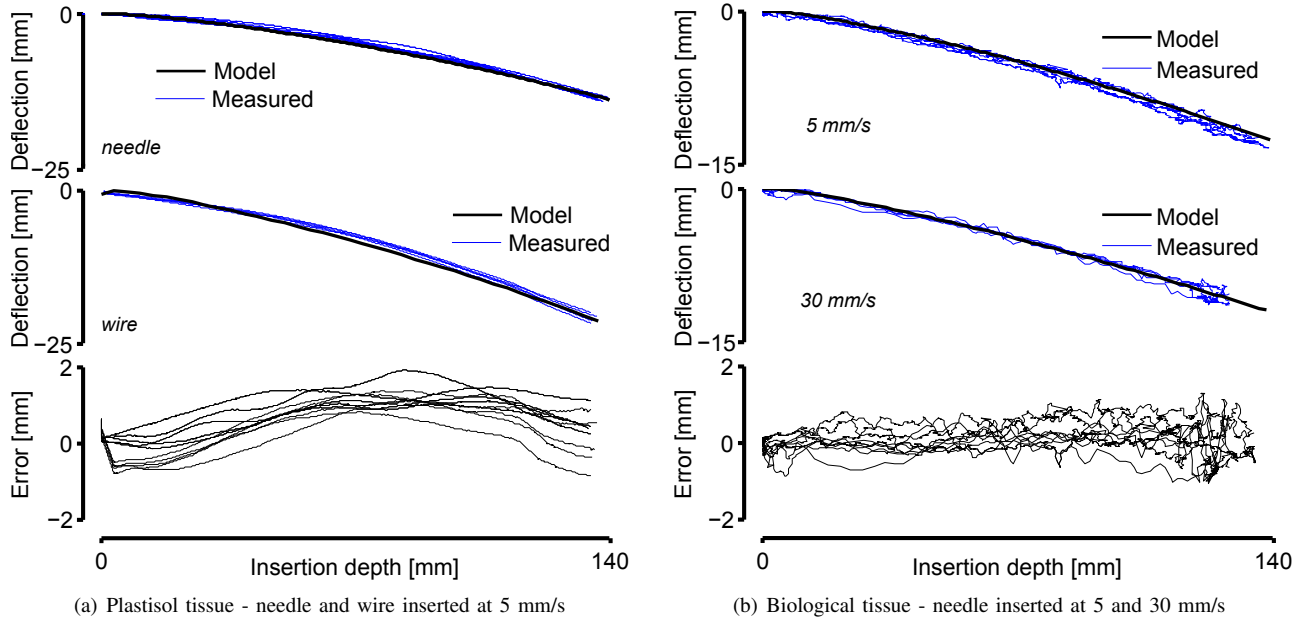 0
Deflection [mm]
Model
Measured
needle
−25
0
Deflection [mm]
Model
Measured
wire
−25
2
Error [mm]
0
−2
0
Insertion depth [mm]
140
(a) Plastisol tissue - needle and wire inserted at 5 mm/s
0
Deflection [mm]
Model
Measured
5 mm/s
−15
0
Deflection [mm]
Model
Measured
30 mm/s
−15
2
Error [mm]
0
−2
0
Insertion depth [mm]
140
(b) Biological tissue - needle inserted at 5 and 30 mm/s